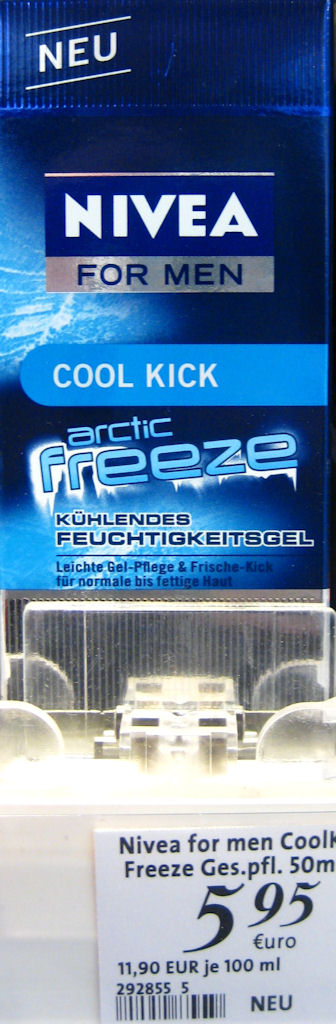 NEU
NIVEA
FOR MEN
COOL KICK
arctic
freeze
KÜHLENDES
FEUCHTIGKEITSGEL
Leichte Gel-Pflege & Frische-Kick
für normale bis fettige Haut
Nivea for men CoolK
Freeze Ges.pfl. 50m
5 95
€uro
11,90 EUR je 100 ml
292855 5
NEU